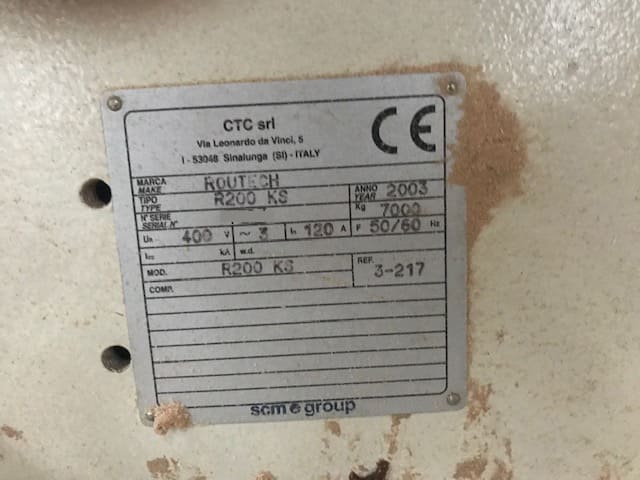 CTC srl
Via Leonardo da Vinci, 5
I - 53048 Sinalunga (SI) - ITALY
CE
MARCA MAKE ROUTECH
TIPO TYPE R200 KS ANNO YEAR 2003
N° SERIE SERIAL N° Kg 7000
Un 400 V ~ 3 In 120 A F 50/60 Hz
Icc kA w.d.
MOD. R200 KS REF. 3-217
COMP.
scm group